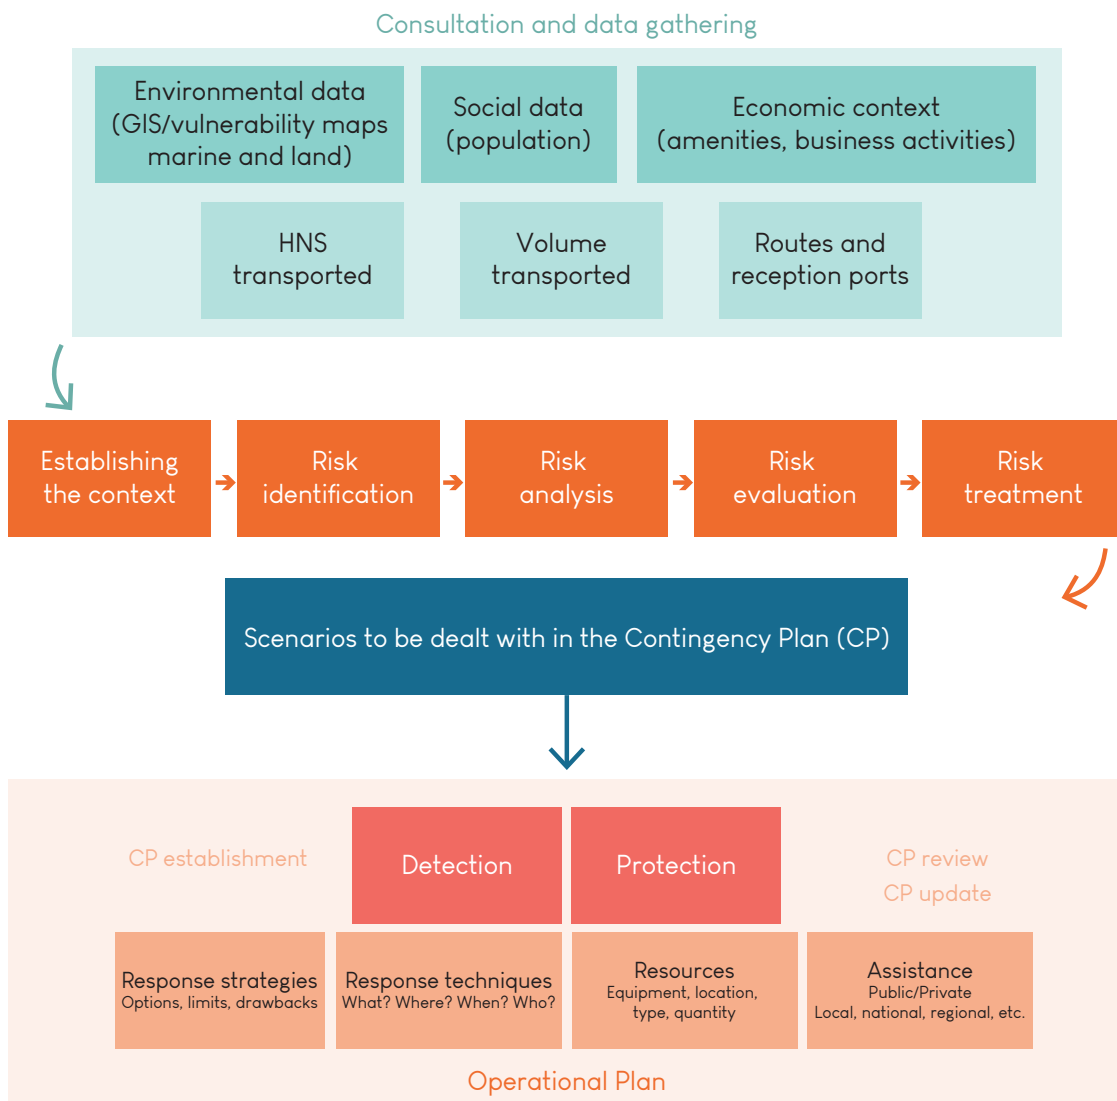 Consultation and data gathering
Environmental data
(GIS/vulnerability maps
marine and land)
Social data
(population)
Economic context
(amenities, business activities)
HNS
transported
Volume
transported
Routes and
reception ports
Establishing
the context
Risk
identification
Risk
analysis
Risk
evaluation
Risk
treatment
Scenarios to be dealt with in the Contingency Plan (CP)
CP establishment
Detection
Protection
CP review
CP update
Response strategies
Options, limits, drawbacks
Response techniques
What? Where? When? Who?
Resources
Equipment, location,
type, quantity
Assistance
Public/Private
Local, national, regional, etc.
Operational Plan